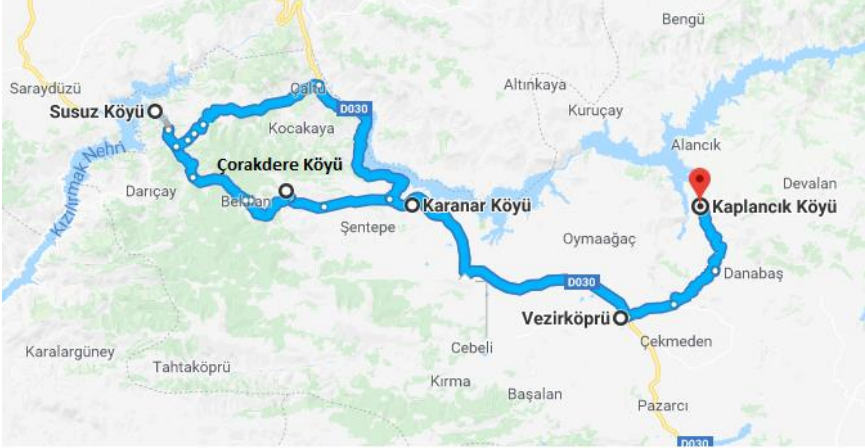 Bengü
Saraydüzü
Altınkaya
Çaltu
D030
Susuz Köyü
Kuruçay
Kocakaya
Alancık
Çorakdere Köyü
Kızılırmak Nehri
Darıçay
Devalan
Karanar Köyü
Kaplancık Köyü
Şentepe
Oymaağaç
Danabaş
D030
Vezirköprü
Çekmeden
Karalargüney
Cebeli
Tahtaköprü
Kırma
Başalan
Pazarcı
D030